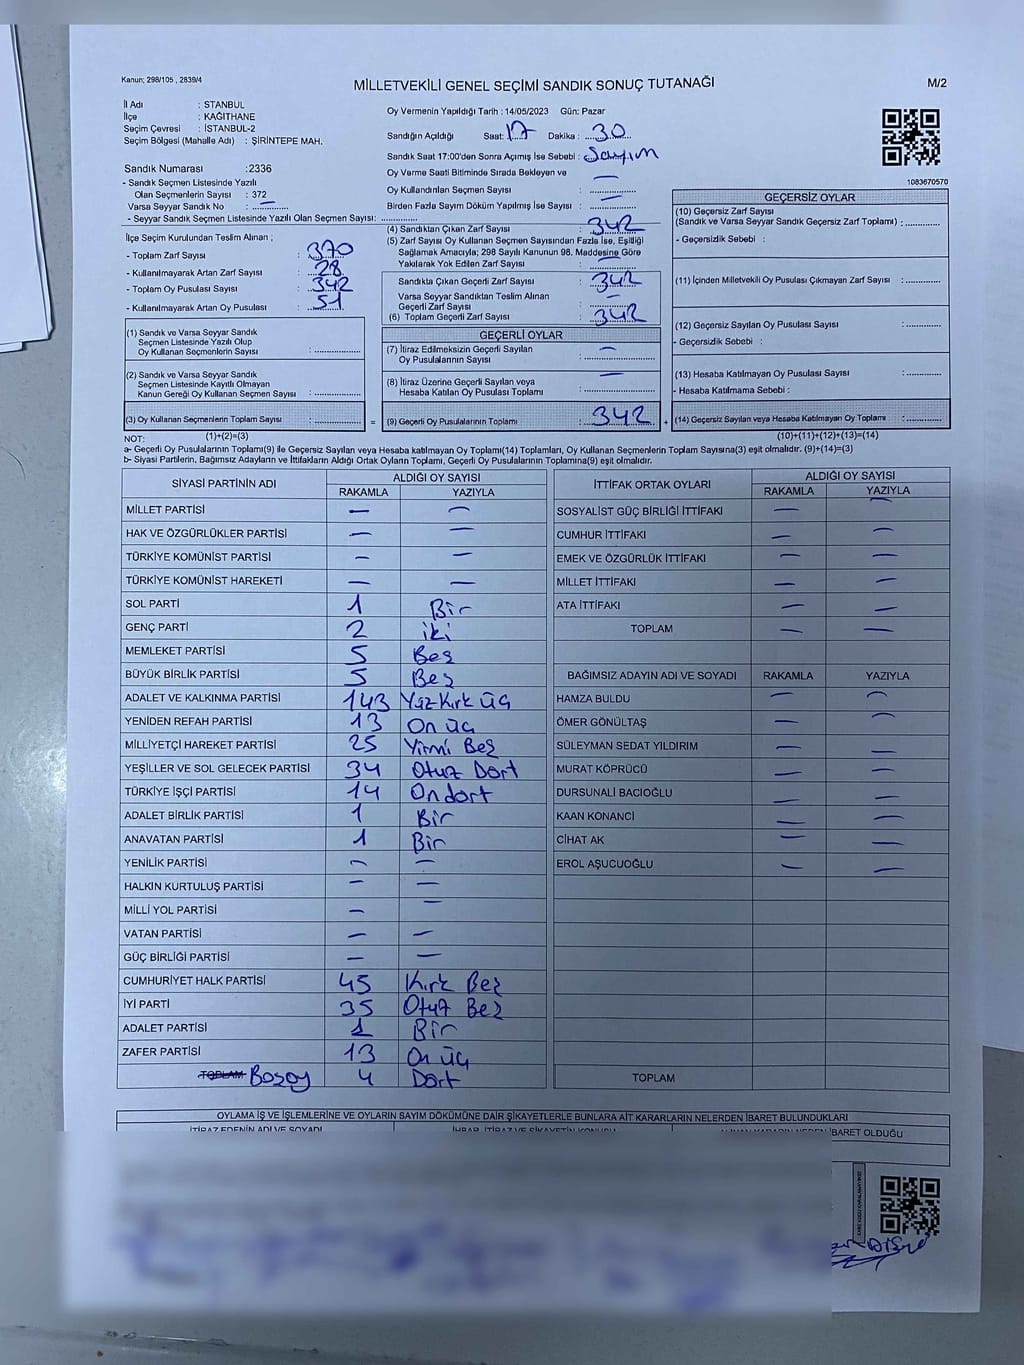 Kanun; 298/105 , 2839/4
MİLLETVEKİLİ GENEL SEÇİMİ SANDIK SONUÇ TUTANAĞI
M/2
İl Adı : STANBUL
İlçe : KAĞITHANE
Seçim Çevresi : İSTANBUL-2
Seçim Bölgesi (Mahalle Adı) : ŞİRİNTEPE MAH.
Sandık Numarası :2336
- Sandık Seçmen Listesinde Yazılı
Olan Seçmenlerin Sayısı : 372
Varsa Seyyar Sandık No : —
- Seyyar Sandık Seçmen Listesinde Yazılı Olan Seçmen Sayısı: ..............
Oy Vermenin Yapıldığı Tarih : 14/05/2023 Gün: Pazar
Sandığın Açıldığı Saat: 17 Dakika : 30
Sandık Saat 17:00'den Sonra Açımış İse Sebebi : Sayım
Oy Verme Saati Bitiminde Sırada Bekleyen ve —
Oy Kullandırılan Seçmen Sayısı : ..............
Birden Fazla Sayım Döküm Yapılmış İse Sayısı : —
1083670570
İlçe Seçim Kurulundan Teslim Alınan ;
- Toplam Zarf Sayısı : 370
- Kullanılmayarak Artan Zarf Sayısı : 28
- Toplam Oy Pusulası Sayısı : 342
- Kullanılmayarak Artan Oy Pusulası : 51
(4) Sandıktan Çıkan Zarf Sayısı : 342
(5) Zarf Sayısı Oy Kullanan Seçmen Sayısından Fazla İse, Eşitliği
Sağlamak Amacıyla; 298 Sayılı Kanunun 98. Maddesine Göre
Yakılarak Yok Edilen Zarf Sayısı : —
Sandıkta Çıkan Geçerli Zarf Sayısı : 342
Varsa Seyyar Sandıktan Teslim Alınan
Geçerli Zarf Sayısı : —
(6) Toplam Geçerli Zarf Sayısı : 342
GEÇERSİZ OYLAR
(10) Geçersiz Zarf Sayısı
(Sandık ve Varsa Seyyar Sandık Geçersiz Zarf Toplamı) : ..............
- Geçersizlik Sebebi :
(11) İçinden Milletvekili Oy Pusulası Çıkmayan Zarf Sayısı : ..............
(12) Geçersiz Sayılan Oy Pusulası Sayısı : ..............
- Geçersizlik Sebebi :
(13) Hesaba Katılmayan Oy Pusulası Sayısı : ..............
- Hesaba Katılmama Sebebi :
(14) Geçersiz Sayılan veya Hesaba Katılmayan Oy Toplamı : ..............
(10)+(11)+(12)+(13)=(14)
(1) Sandık ve Varsa Seyyar Sandık
Seçmen Listesinde Yazılı Olup
Oy Kullanan Seçmenlerin Sayısı : ..............
(2) Sandık ve Varsa Seyyar Sandık
Seçmen Listesinde Kayıtlı Olmayan
Kanun Gereği Oy Kullanan Seçmen Sayısı : ..............
(3) Oy Kullanan Seçmenlerin Toplam Sayısı : .............. =
(1)+(2)=(3)
GEÇERLİ OYLAR
(7) İtiraz Edilmeksizin Geçerli Sayılan —
Oy Pusulalarının Sayısı : ..............
(8) İtiraz Üzerine Geçerli Sayılan veya —
Hesaba Katılan Oy Pusulası Toplamı : ..............
(9) Geçerli Oy Pusulalarının Toplamı : 342 +
NOT:
a- Geçerli Oy Pusulalarının Toplamı(9) ile Geçersiz Sayılan veya Hesaba katılmayan Oy Toplamı(14) Toplamları, Oy Kullanan Seçmenlerin Toplam Sayısına(3) eşit olmalıdır. (9)+(14)=(3)
b- Siyasi Partilerin, Bağımsız Adayların ve İttifakların Aldığı Ortak Oyların Toplamı, Geçerli Oy Pusulalarının Toplamına(9) eşit olmalıdır.
SİYASİ PARTİNİN ADI ALDIĞI OY SAYISI
RAKAMLA YAZIYLA
MİLLET PARTİSİ — —
HAK VE ÖZGÜRLÜKLER PARTİSİ — —
TÜRKİYE KOMÜNİST PARTİSİ — —
TÜRKİYE KOMÜNİST HAREKETİ — —
SOL PARTİ 1 Bir
GENÇ PARTİ 2 iki
MEMLEKET PARTİSİ 5 Beş
BÜYÜK BİRLİK PARTİSİ 5 Beş
ADALET VE KALKINMA PARTİSİ 143 Yüz Kırk üç
YENİDEN REFAH PARTİSİ 13 On üç
MİLLİYETÇİ HAREKET PARTİSİ 25 Yirmi Beş
YEŞİLLER VE SOL GELECEK PARTİSİ 34 Otuz Dört
TÜRKİYE İŞÇİ PARTİSİ 14 On dört
ADALET BİRLİK PARTİSİ 1 Bir
ANAVATAN PARTİSİ 1 Bir
YENİLİK PARTİSİ — —
HALKIN KURTULUŞ PARTİSİ — —
MİLLİ YOL PARTİSİ — —
VATAN PARTİSİ — —
GÜÇ BİRLİĞİ PARTİSİ — —
CUMHURİYET HALK PARTİSİ 45 Kırk Beş
İYİ PARTİ 35 Otuz Beş
ADALET PARTİSİ 1 Bir
ZAFER PARTİSİ 13 On üç
TOPLAM Boşoy 4 Dört
İTTİFAK ORTAK OYLARI ALDIĞI OY SAYISI
RAKAMLA YAZIYLA
SOSYALİST GÜÇ BİRLİĞİ İTTİFAKI — —
CUMHUR İTTİFAKI — —
EMEK VE ÖZGÜRLÜK İTTİFAKI — —
MİLLET İTTİFAKI — —
ATA İTTİFAKI — —
TOPLAM — —
BAĞIMSIZ ADAYIN ADI VE SOYADI RAKAMLA YAZIYLA
HAMZA BULDU — —
ÖMER GÖNÜLTAŞ — —
SÜLEYMAN SEDAT YILDIRIM — —
MURAT KÖPRÜCÜ — —
DURSUNALİ BACIOĞLU — —
KAAN KONANCİ — —
CİHAT AK — —
EROL AŞUCUOĞLU — —
TOPLAM
OYLAMA İŞ VE İŞLEMLERİNE VE OYLARIN SAYIM DÖKÜMÜNE DAİR ŞİKAYETLERLE BUNLARA AİT KARARLARIN NELERDEN İBARET BULUNDUKLARI
İTİRAZ EDENİN ADI VE SOYADI İHBAR, İTİRAZ VE ŞİKAYETİN KONUSU ALINAN KARARIN NEDEN İBARET OLDUĞU